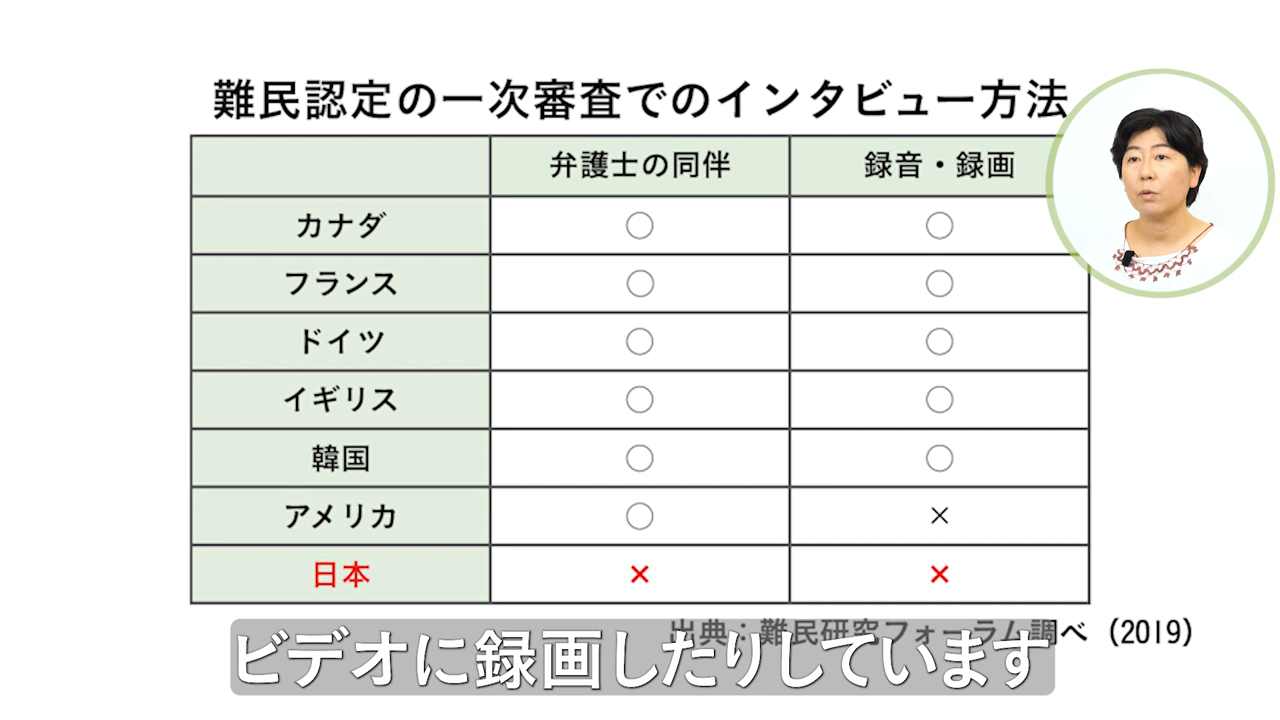 難民認定の一次審査でのインタビュー方法
弁護士の同伴 録音・録画
カナダ ○ ○
フランス ○ ○
ドイツ ○ ○
イギリス ○ ○
韓国 ○ ○
アメリカ ○ ×
日本 × ×
出典：難民研究フォーラム調べ（2019）
ビデオに録画したりしています